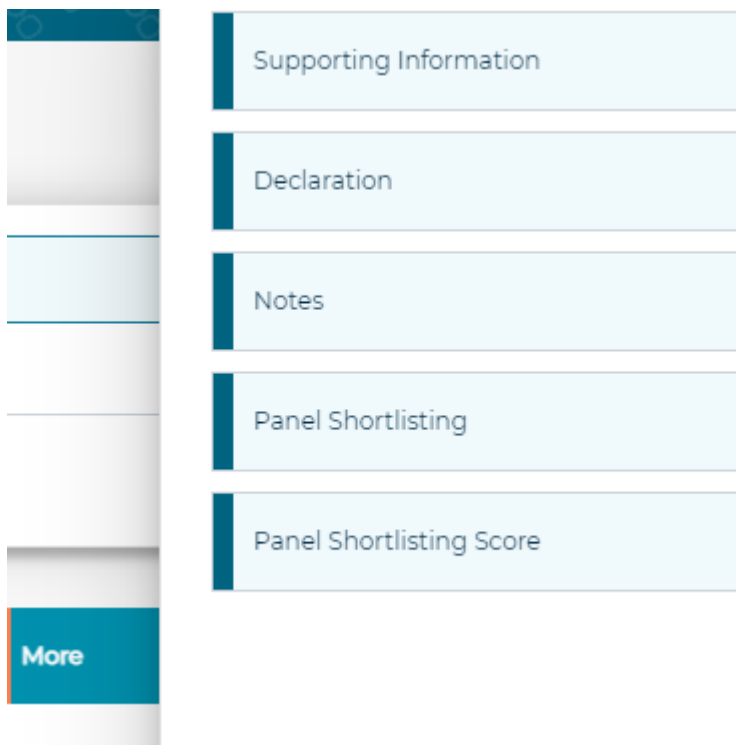 Supporting Information
Declaration
Notes
Panel Shortlisting
Panel Shortlisting Score
More